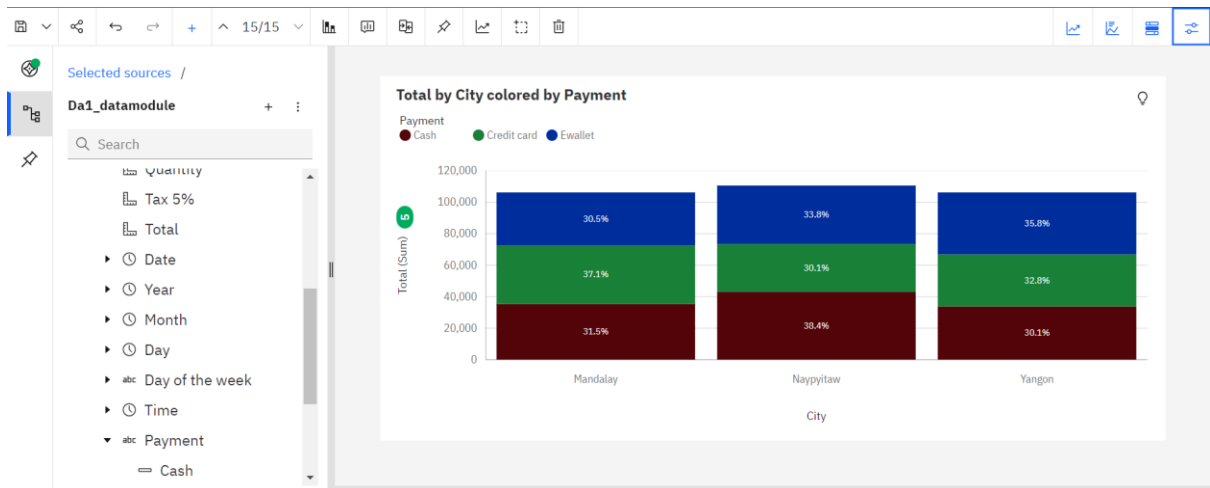 15/15
Selected sources /
Da1_datamodule
Search
Quantity
Tax 5%
Total
Date
Year
Month
Day
abc Day of the week
Time
abc Payment
Cash
Total by City colored by Payment
Payment
Cash Credit card Ewallet
120,000
100,000
80,000
60,000
40,000
20,000
0
5
Total (Sum)
30.5%
37.1%
31.5%
33.8%
30.1%
38.4%
35.8%
32.8%
30.1%
Mandalay Naypyitaw Yangon
City